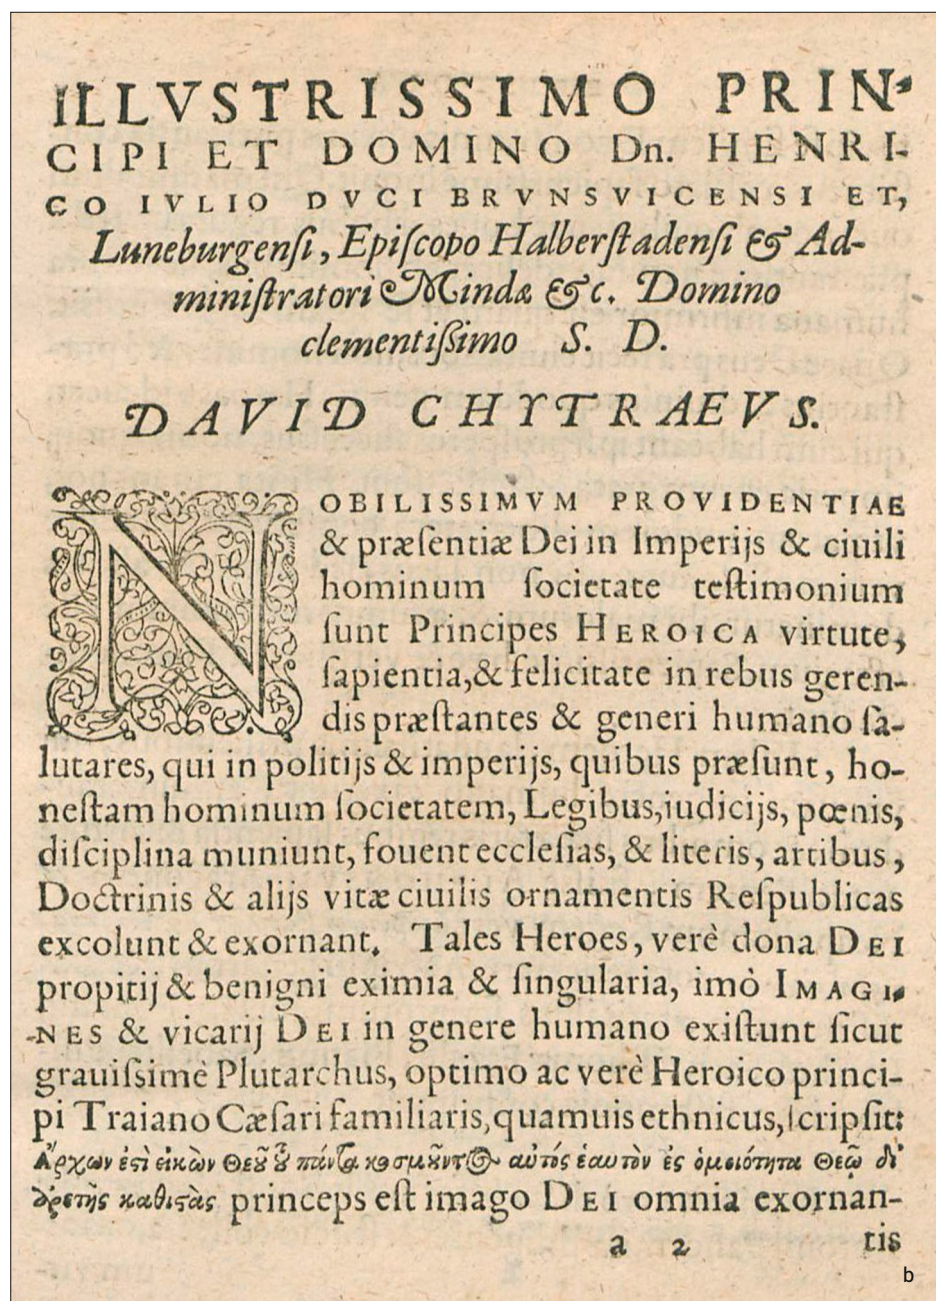 ILLVSTRISSIMO PRIN-
CIPI ET DOMINO Dn. HENRI-
CO IVLIO DVCI BRVNSVICENSI ET,
Luneburgenſi, Epiſcopo Halberſtadenſi & Ad-
miniſtratori Mindæ &c. Domino
clementißimo S. D.
DAVID CHYTRAEVS.
NOBILISSIMVM PROVIDENTIAE
& præſentiæ Dei in Imperijs & ciuili
hominum ſocietate teſtimonium
ſunt Principes HEROICA virtute,
ſapientia,& felicitate in rebus geren-
dis præſtantes & generi humano ſa-
lutares, qui in politijs & imperijs, quibus præſunt, ho-
neſtam hominum ſocietatem, Legibus,iudicijs, pœnis,
diſciplina muniunt, fouent eccleſias, & literis, artibus,
Doctrinis & alijs vitæ ciuilis ornamentis Reſpublicas
excolunt & exornant. Tales Heroes, verè dona DEI
propitij & benigni eximia & ſingularia, imò IMAGI-
NES & vicarij DEI in genere humano exiſtunt ſicut
grauiſsimè Plutarchus, optimo ac verè Heroico princi-
pi Traiano Cæſari familiaris,quamuis ethnicus,ſcripſit:
Ἄρχων ἐστὶ εἰκὼν Θεοῦ τοῦ πάντα κοσμοῦντος αὐτός ἑαυτὸν ἐς ὁμοιότητα Θεῷ δι'
ἀρετῆς καθιστὰς princeps eſt imago DEI omnia exornan-
a 2 tis
b